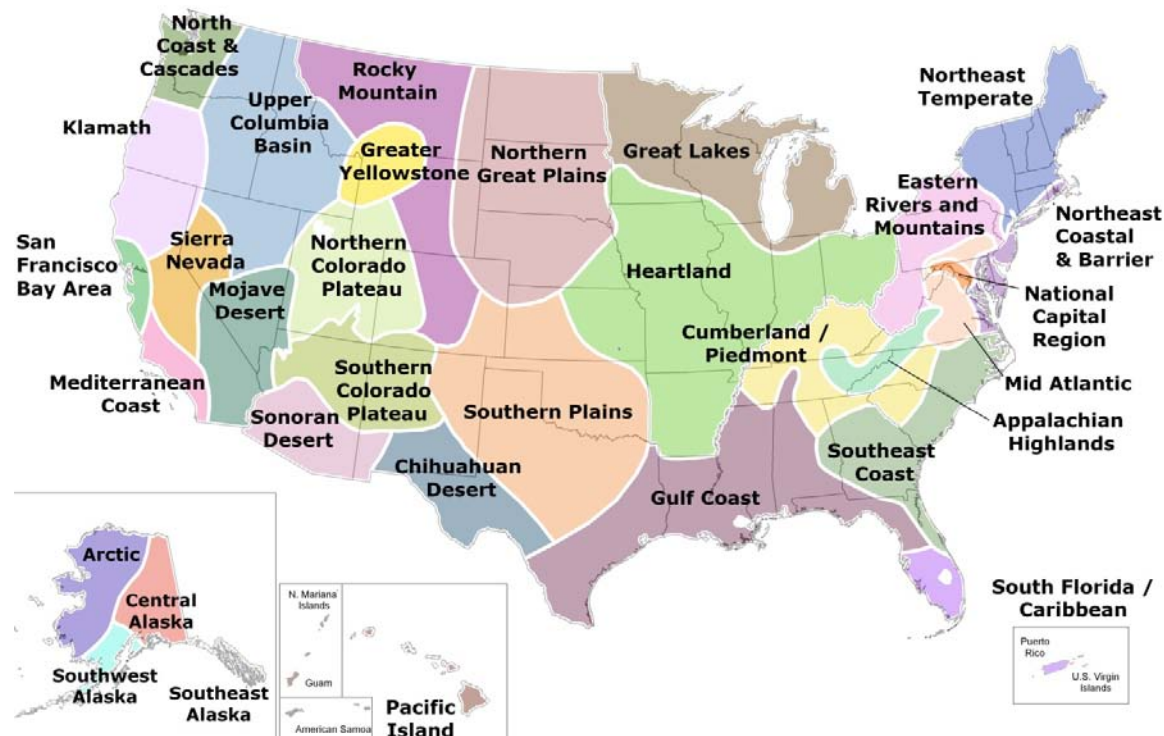 North
Coast &
Cascades
Rocky
Mountain
Northeast
Temperate
Klamath
Upper
Columbia
Basin
Greater
Yellowstone
Northern
Great Plains
Great Lakes
Eastern
Rivers and
Mountains
Northeast
Coastal
& Barrier
San
Francisco
Bay Area
Sierra
Nevada
Northern
Colorado
Plateau
Mojave
Desert
Heartland
National
Capital
Region
Cumberland /
Piedmont
Mediterranean
Coast
Southern
Colorado
Plateau
Mid Atlantic
Sonoran
Desert
Southern Plains
Appalachian
Highlands
Chihuahuan
Desert
Southeast
Coast
Gulf Coast
Arctic
Central
Alaska
Southwest
Alaska
Southeast
Alaska
N. Mariana
Islands
Guam
American Samoa
Pacific
Island
South Florida /
Caribbean
Puerto
Rico
U.S. Virgin
Islands